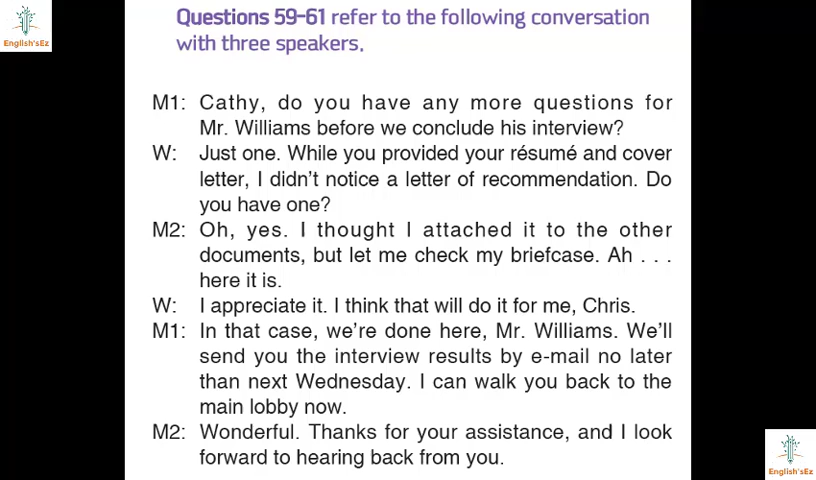 English'sEz
Questions 59-61 refer to the following conversation
with three speakers.
M1: Cathy, do you have any more questions for
Mr. Williams before we conclude his interview?
W: Just one. While you provided your résumé and cover
letter, I didn't notice a letter of recommendation. Do
you have one?
M2: Oh, yes. I thought I attached it to the other
documents, but let me check my briefcase. Ah . . .
here it is.
W: I appreciate it. I think that will do it for me, Chris.
M1: In that case, we're done here, Mr. Williams. We'll
send you the interview results by e-mail no later
than next Wednesday. I can walk you back to the
main lobby now.
M2: Wonderful. Thanks for your assistance, and I look
forward to hearing back from you.
English'sEz